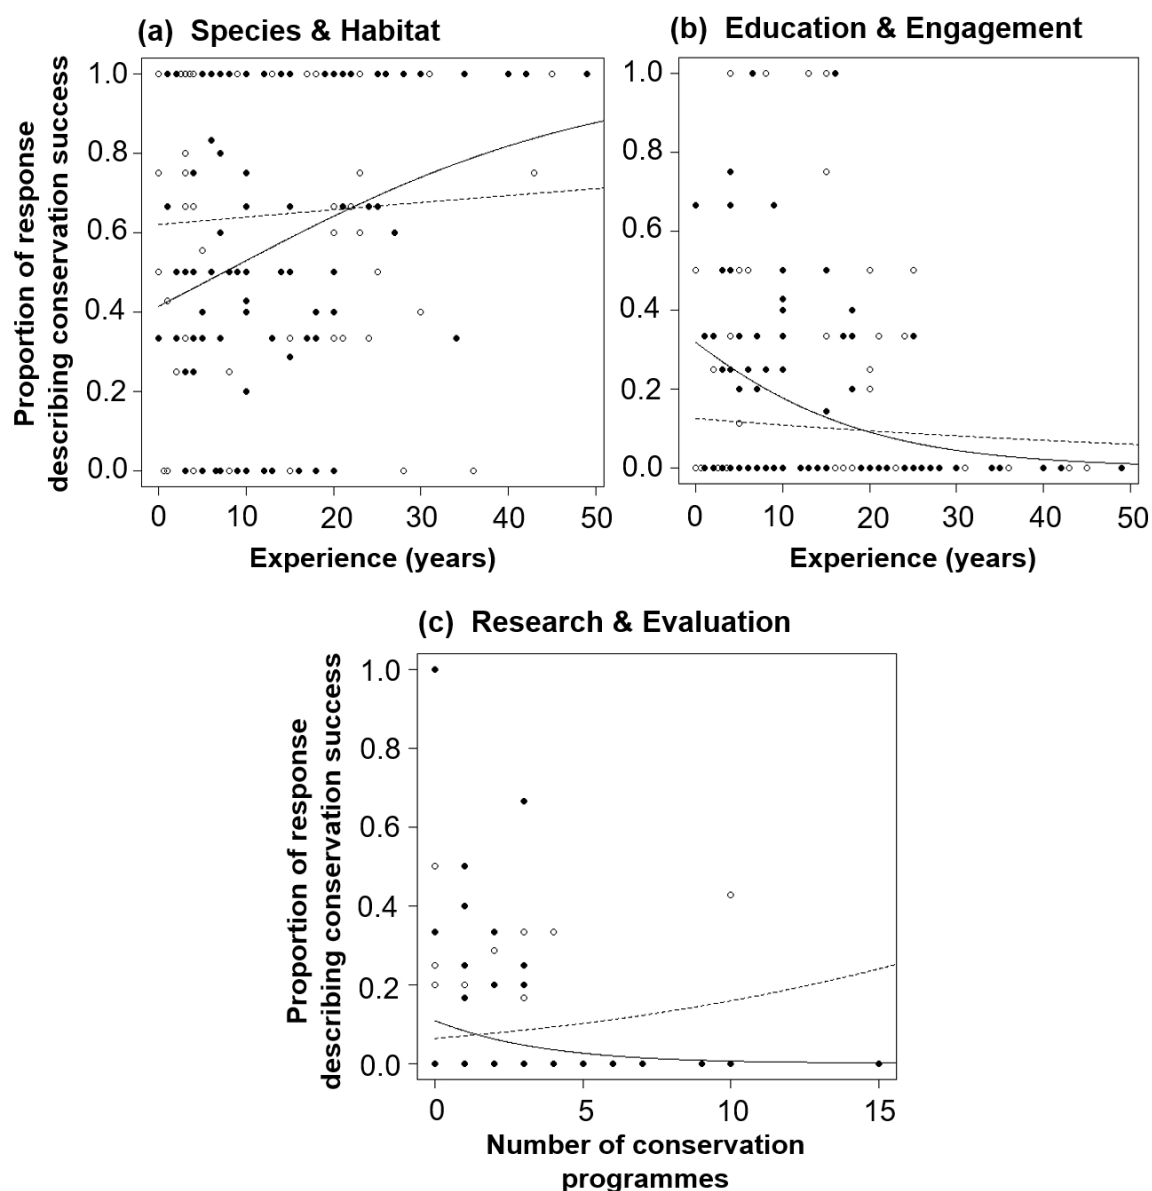 (a) Species & Habitat
Proportion of response
describing conservation success
1.0
0.8
0.6
0.4
0.2
0.0
0 10 20 30 40 50
Experience (years)
(b) Education & Engagement
1.0
0.8
0.6
0.4
0.2
0.0
0 10 20 30 40 50
Experience (years)
(c) Research & Evaluation
Proportion of response
describing conservation success
1.0
0.8
0.6
0.4
0.2
0.0
0 5 10 15
Number of conservation
programmes